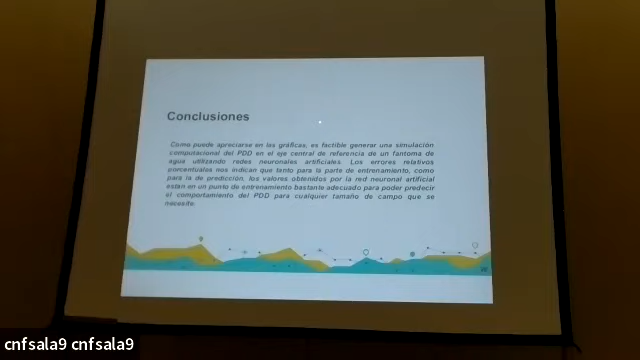 Conclusiones
Como puede apreciarse en las gráficas, es factible generar una simulación
computacional del PDD en el eje central de referencia de un fantoma de
agua utilizando redes neuronales artificiales. Los errores relativos
porcentuales nos indican que tanto para la parte de entrenamiento, como
para la de predicción, los valores obtenidos por la red neuronal artificial
están en un punto de entrenamiento bastante adecuado para poder predecir
el comportamiento del PDD para cualquier tamaño de campo que se
necesite.
cnfsala9 cnfsala9